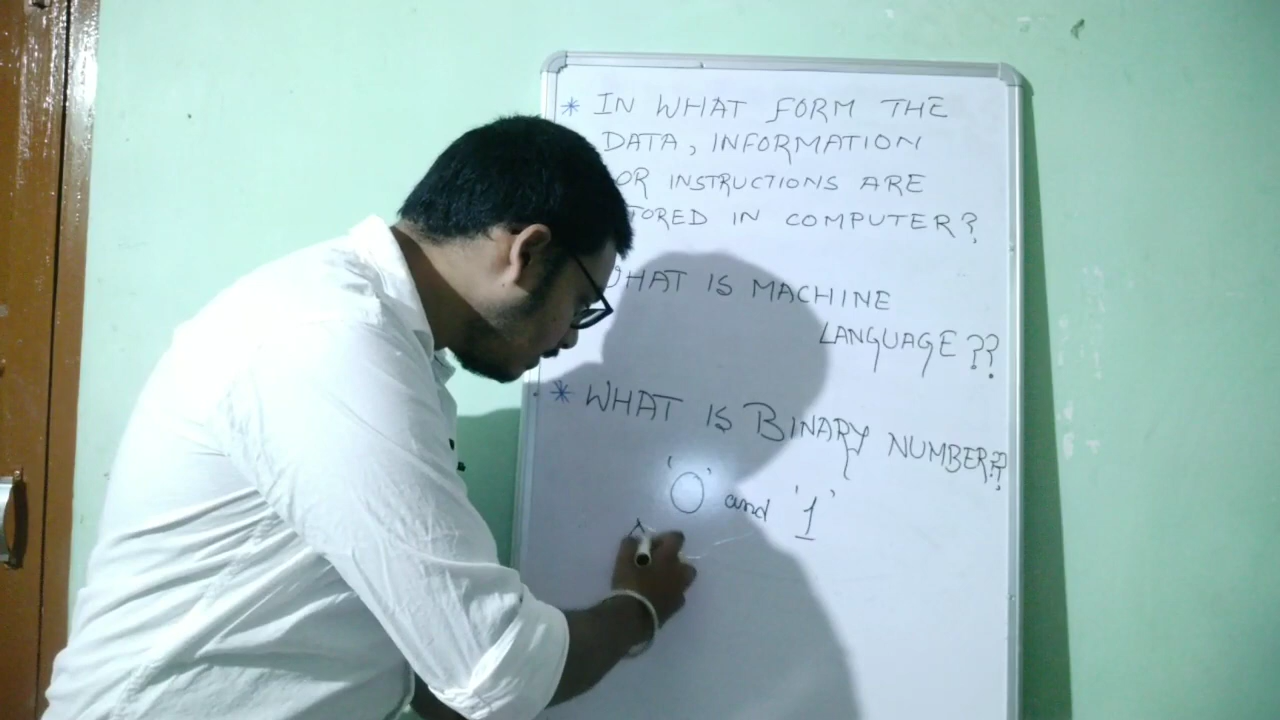 * IN WHAT FORM THE
DATA, INFORMATION
OR INSTRUCTIONS ARE
TORED IN COMPUTER?
WHAT IS MACHINE
LANGUAGE ??
* WHAT IS BINARY NUMBER??
'0' and '1'